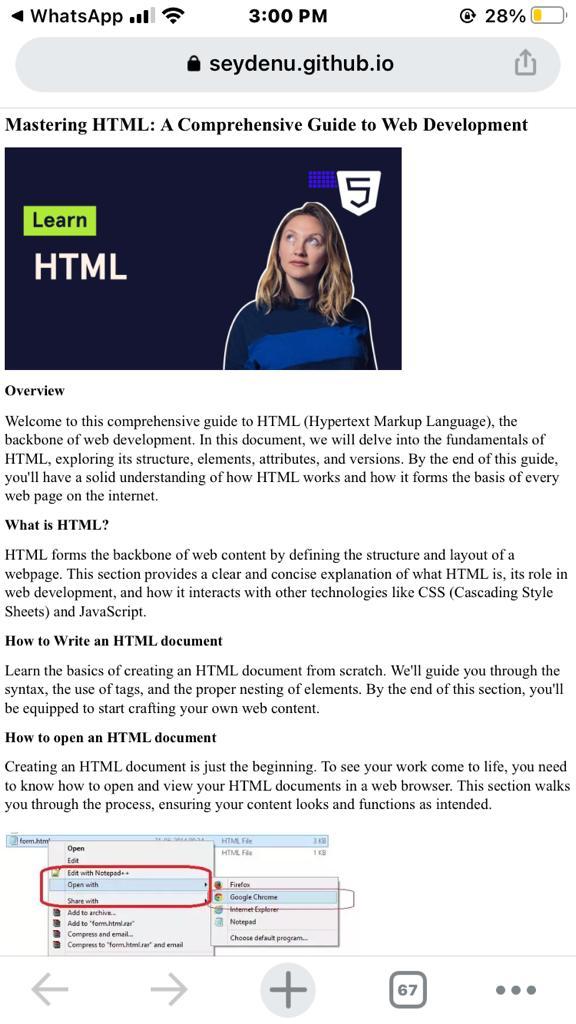 WhatsApp
3:00 PM
28%
seydenu.github.io
Mastering HTML: A Comprehensive Guide to Web Development
Learn
HTML
Overview
Welcome to this comprehensive guide to HTML (Hypertext Markup Language), the
backbone of web development. In this document, we will delve into the fundamentals of
HTML, exploring its structure, elements, attributes, and versions. By the end of this guide,
you'll have a solid understanding of how HTML works and how it forms the basis of every
web page on the internet.
What is HTML?
HTML forms the backbone of web content by defining the structure and layout of a
webpage. This section provides a clear and concise explanation of what HTML is, its role in
web development, and how it interacts with other technologies like CSS (Cascading Style
Sheets) and JavaScript.
How to Write an HTML document
Learn the basics of creating an HTML document from scratch. We'll guide you through the
syntax, the use of tags, and the proper nesting of elements. By the end of this section, you'll
be equipped to start crafting your own web content.
How to open an HTML document
Creating an HTML document is just the beginning. To see your work come to life, you need
to know how to open and view your HTML documents in a web browser. This section walks
you through the process, ensuring your content looks and functions as intended.
form.html HTML File 3 KB
HTML File 1 KB
Open
Edit
Edit with Notepad++
Open with
Share with
Add to archive...
Add to "form.html.rar"
Compress and email...
Compress to "form.html.rar" and email
Firefox
Google Chrome
Internet Explorer
Notepad
Choose default program...
67